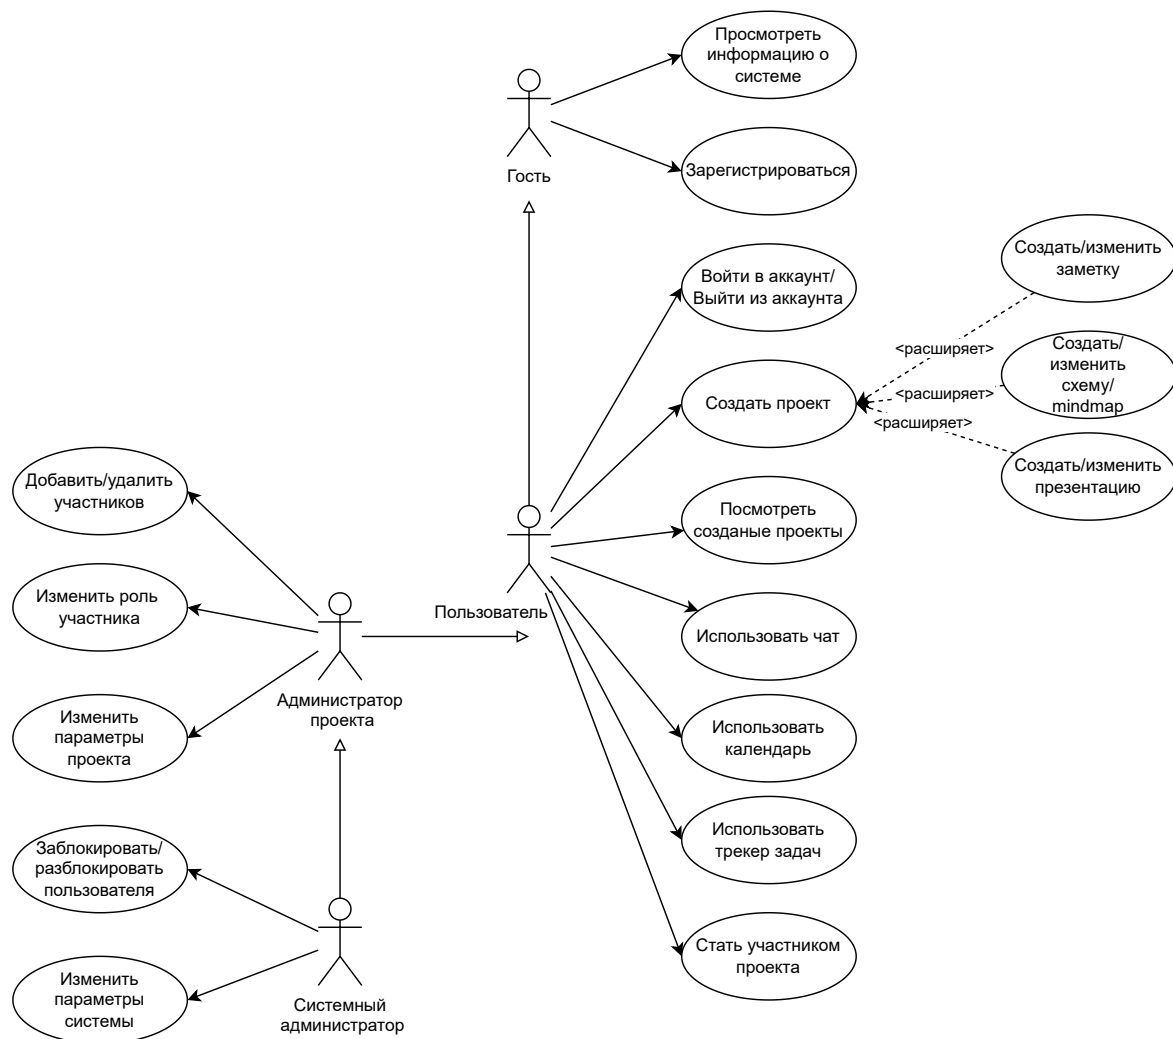 Просмотреть
информацию о
системе
Гость
Зарегистрироваться
Войти в аккаунт/
Выйти из аккаунта
Создать/изменить
заметку
<расширяет>
Создать/
изменить
схему/
mindmap
<расширяет>
Создать проект
<расширяет>
Создать/изменить
презентацию
Добавить/удалить
участников
Посмотреть
созданые проекты
Изменить роль
участника
Пользователь
Использовать чат
Администратор
проекта
Изменить
параметры
проекта
Использовать
календарь
Использовать
трекер задач
Заблокировать/
разблокировать
пользователя
Стать участником
проекта
Изменить
параметры
системы
Системный
администратор